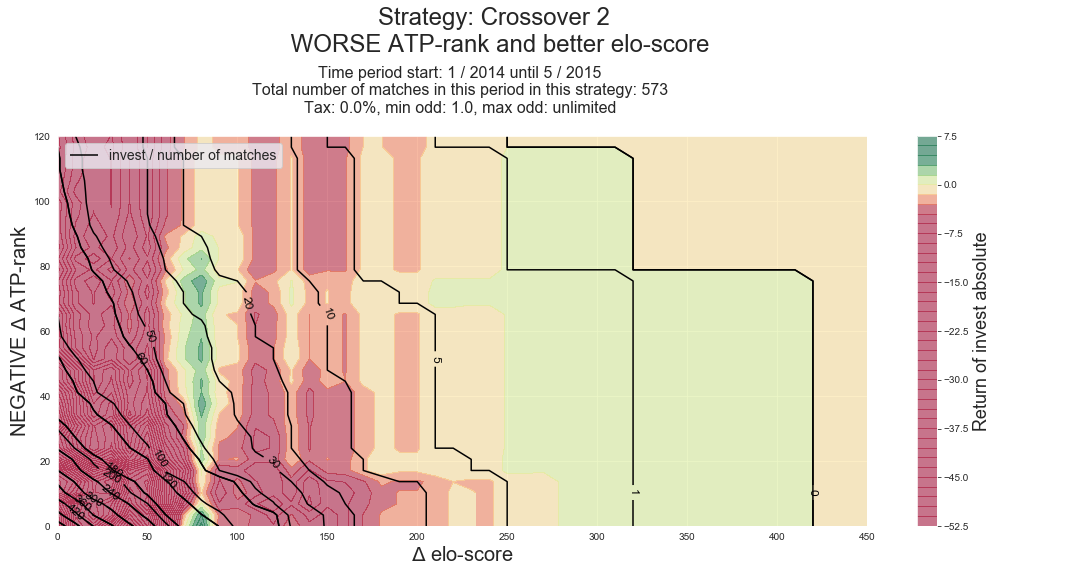 Strategy: Crossover 2
WORSE ATP-rank and better elo-score
Time period start: 1 / 2014 until 5 / 2015
Total number of matches in this period in this strategy: 573
Tax: 0.0%, min odd: 1.0, max odd: unlimited
invest / number of matches
NEGATIVE Δ ATP-rank
120
100
80
60
40
20
0
0 50 100 150 200 250 300 350 400 450
Δ elo-score
20
10
50
60
5
100
30
120
240
1
0
7.5
0.0
−7.5
−15.0
−22.5
−30.0
−37.5
−45.0
−52.5
Return of invest absolute